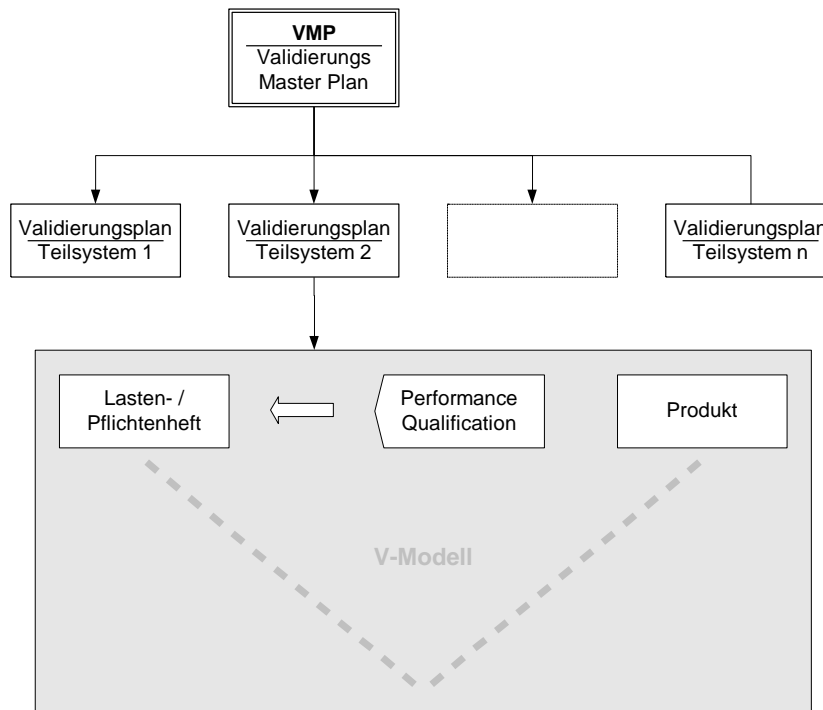 VMP
Validierungs
Master Plan
Validierungsplan
Teilsystem 1
Validierungsplan
Teilsystem 2
Validierungsplan
Teilsystem n
Lasten- /
Pflichtenheft
Performance
Qualification
Produkt
V-Modell